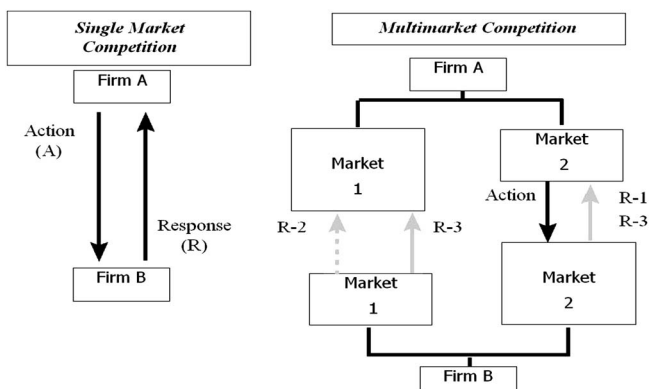 Single Market
Competition
Firm A
Action
(A)
Response
(R)
Firm B
Multimarket Competition
Firm A
Market
1
Market
2
Action
R-1
R-3
R-2
R-3
Market
1
Market
2
Firm B